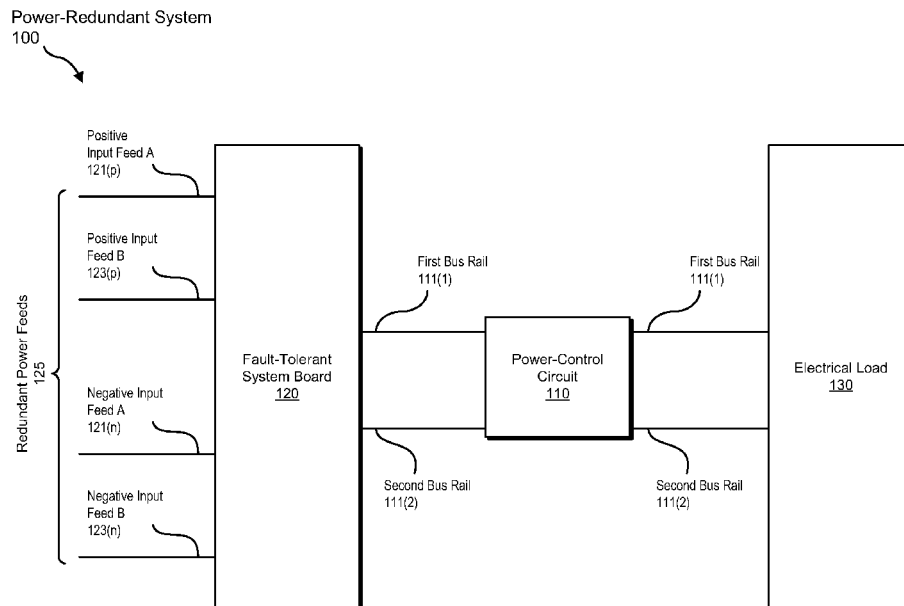 Power-Redundant System
100
Positive
Input Feed A
121(p)
Positive Input
Feed B
123(p)
Redundant Power Feeds
125
Negative Input
Feed A
121(n)
Negative Input
Feed B
123(n)
Fault-Tolerant
System Board
120
First Bus Rail
111(1)
Second Bus Rail
111(2)
Power-Control
Circuit
110
First Bus Rail
111(1)
Second Bus Rail
111(2)
Electrical Load
130